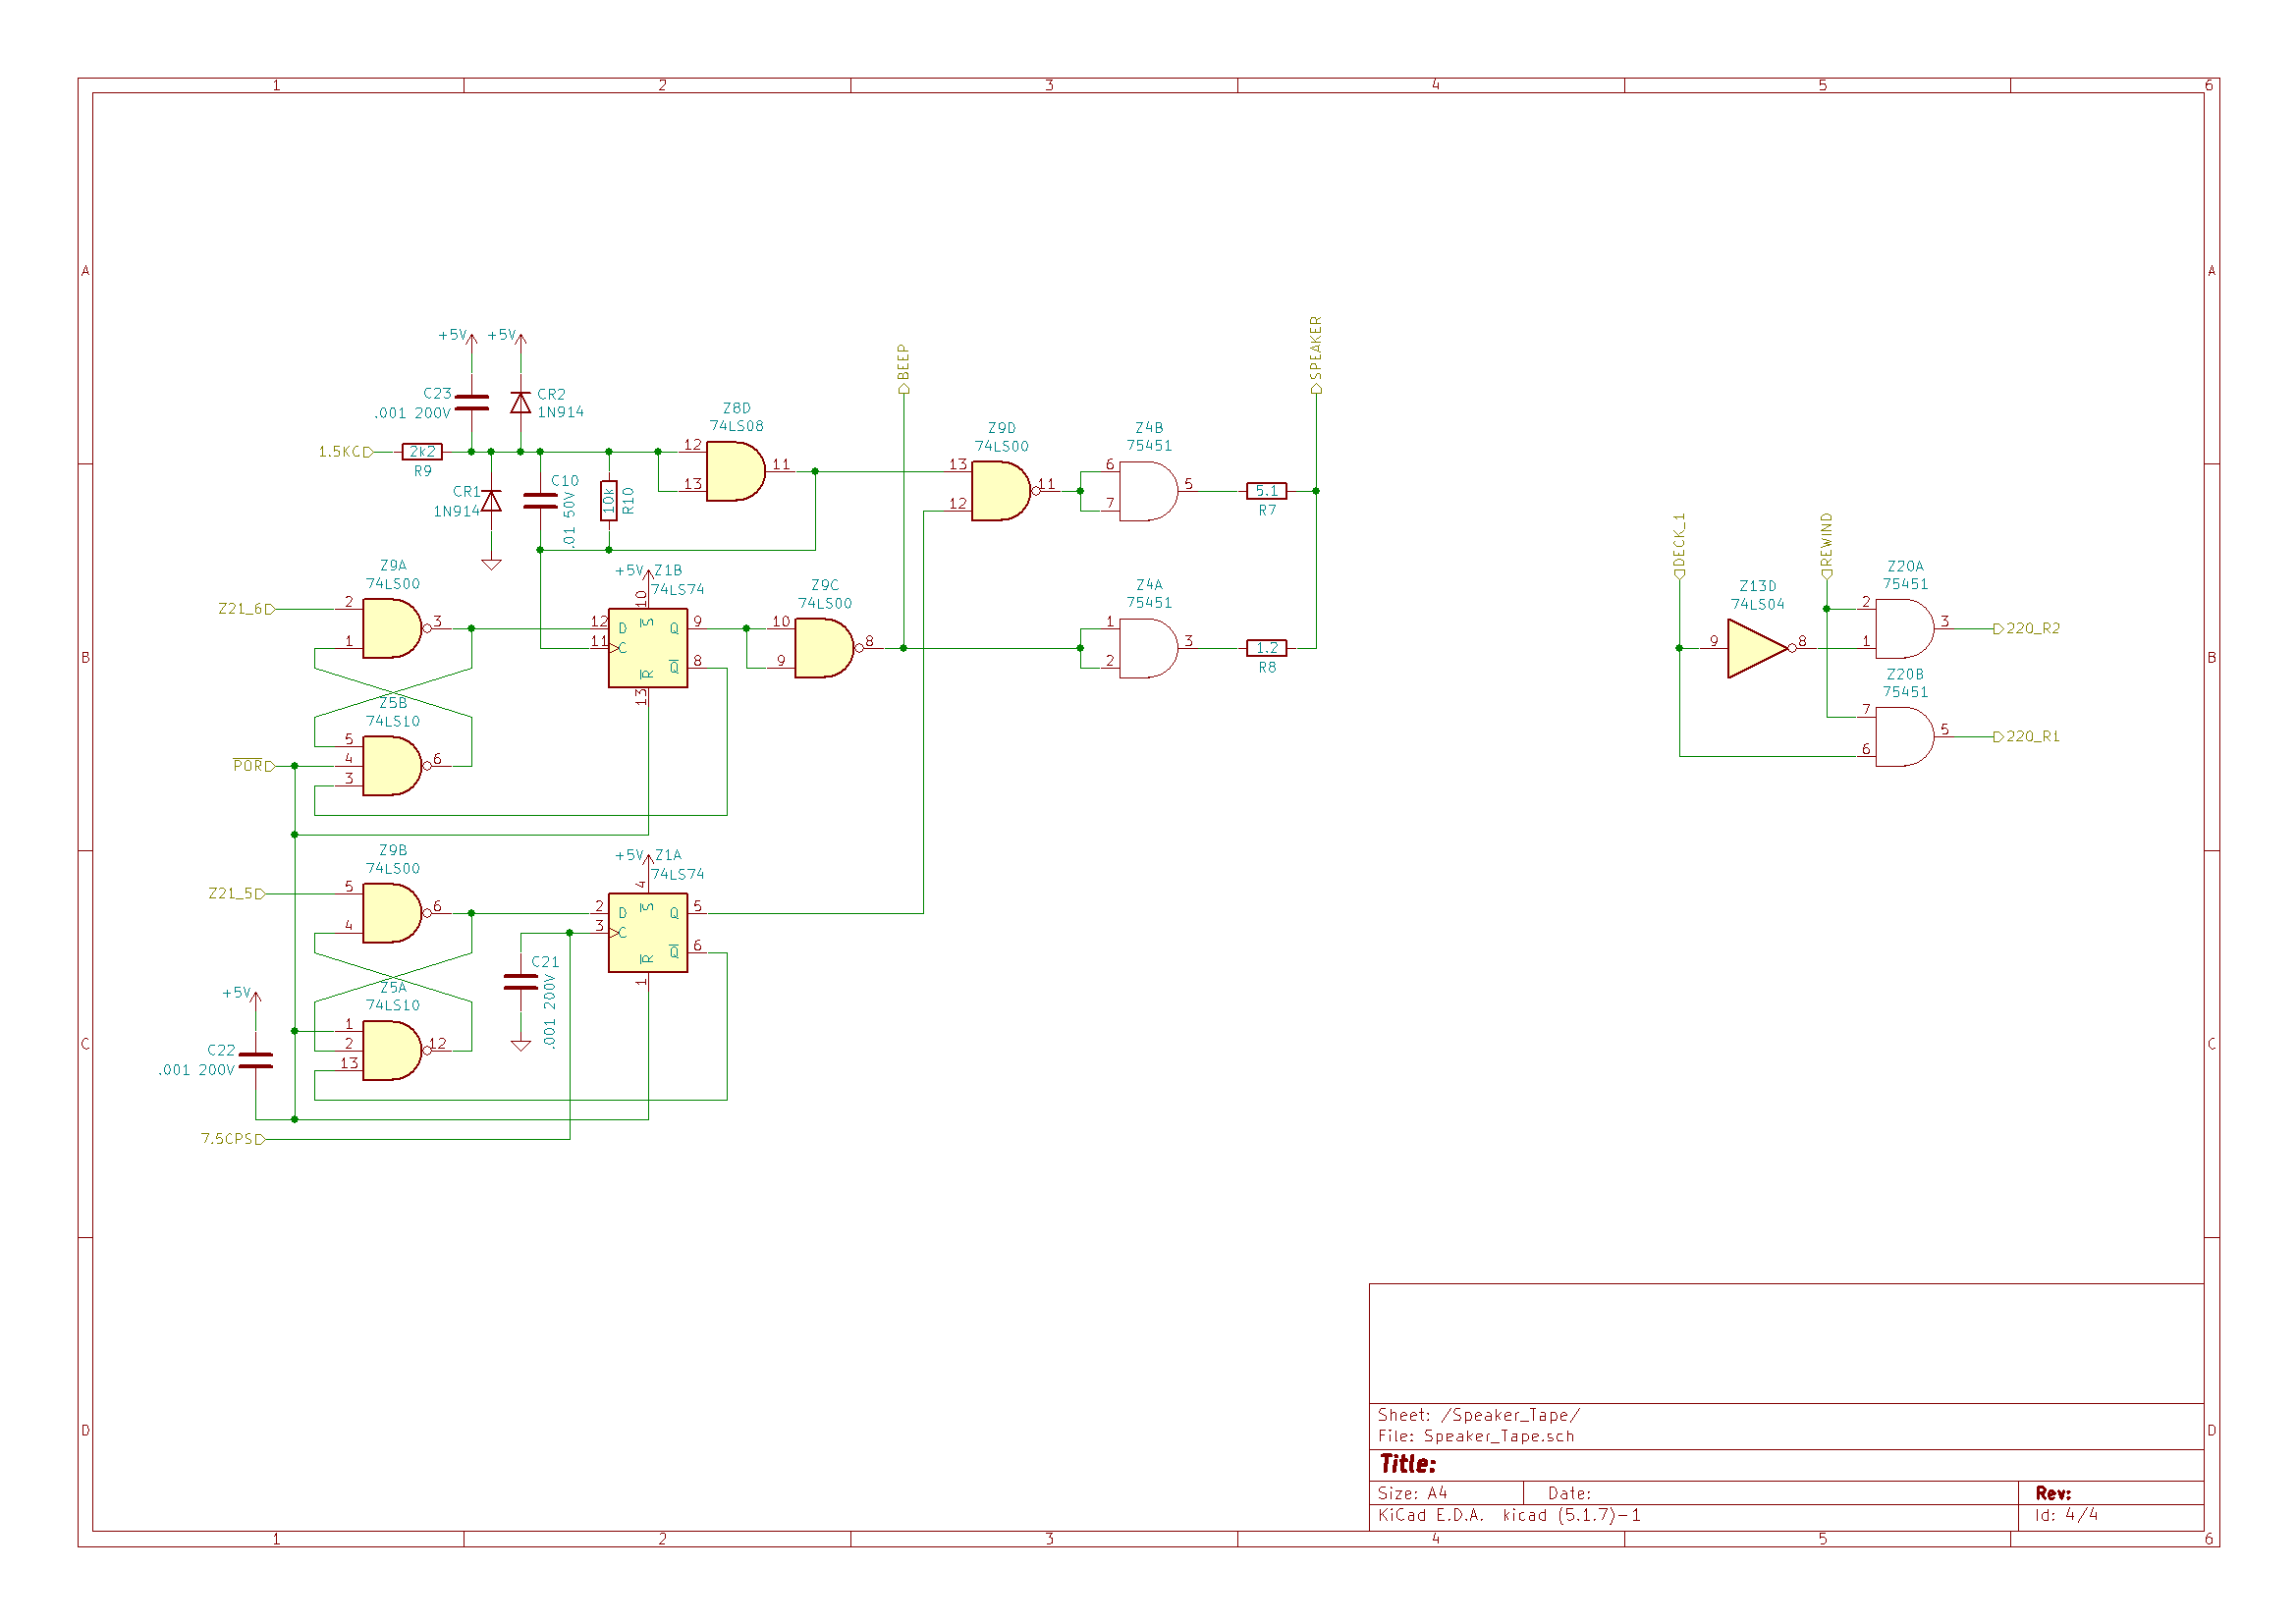 1 2 3 4 5 6
A A
B B
C C
D D
+5V +5V
C23
.001 200V
CR2
1N914
1.5KC
2k2
R9
CR1
1N914
C10
.01 50V
10k
R10
Z8D
74LS08
12
13
11
BEEP
SPEAKER
Z9D
74LS00
13
12
11
Z4B
75451
6
7
5
5.1
R7
Z9A
74LS00
Z21_6
2
1
3
+5V
Z1B
74LS74
10
12
11
D
C
S
R
Q
Q
9
8
13
Z9C
74LS00
10
9
8
Z4A
75451
1
2
3
1.2
R8
Z5B
74LS10
POR
5
4
3
6
Z9B
74LS00
Z21_5
5
4
6
+5V
Z1A
74LS74
4
2
3
D
C
S
R
Q
Q
5
6
1
C21
.001 200V
+5V
C22
.001 200V
Z5A
74LS10
1
2
13
12
7.5CPS
DECK_1
REWIND
Z13D
74LS04
9
8
Z20A
75451
2
1
3
220_R2
Z20B
75451
7
6
5
220_R1
Sheet: /Speaker_Tape/
File: Speaker_Tape.sch
Title:
Size: A4 Date: Rev:
KiCad E.D.A. kicad (5.1.7)-1 Id: 4/4
1 2 3 4 5 6